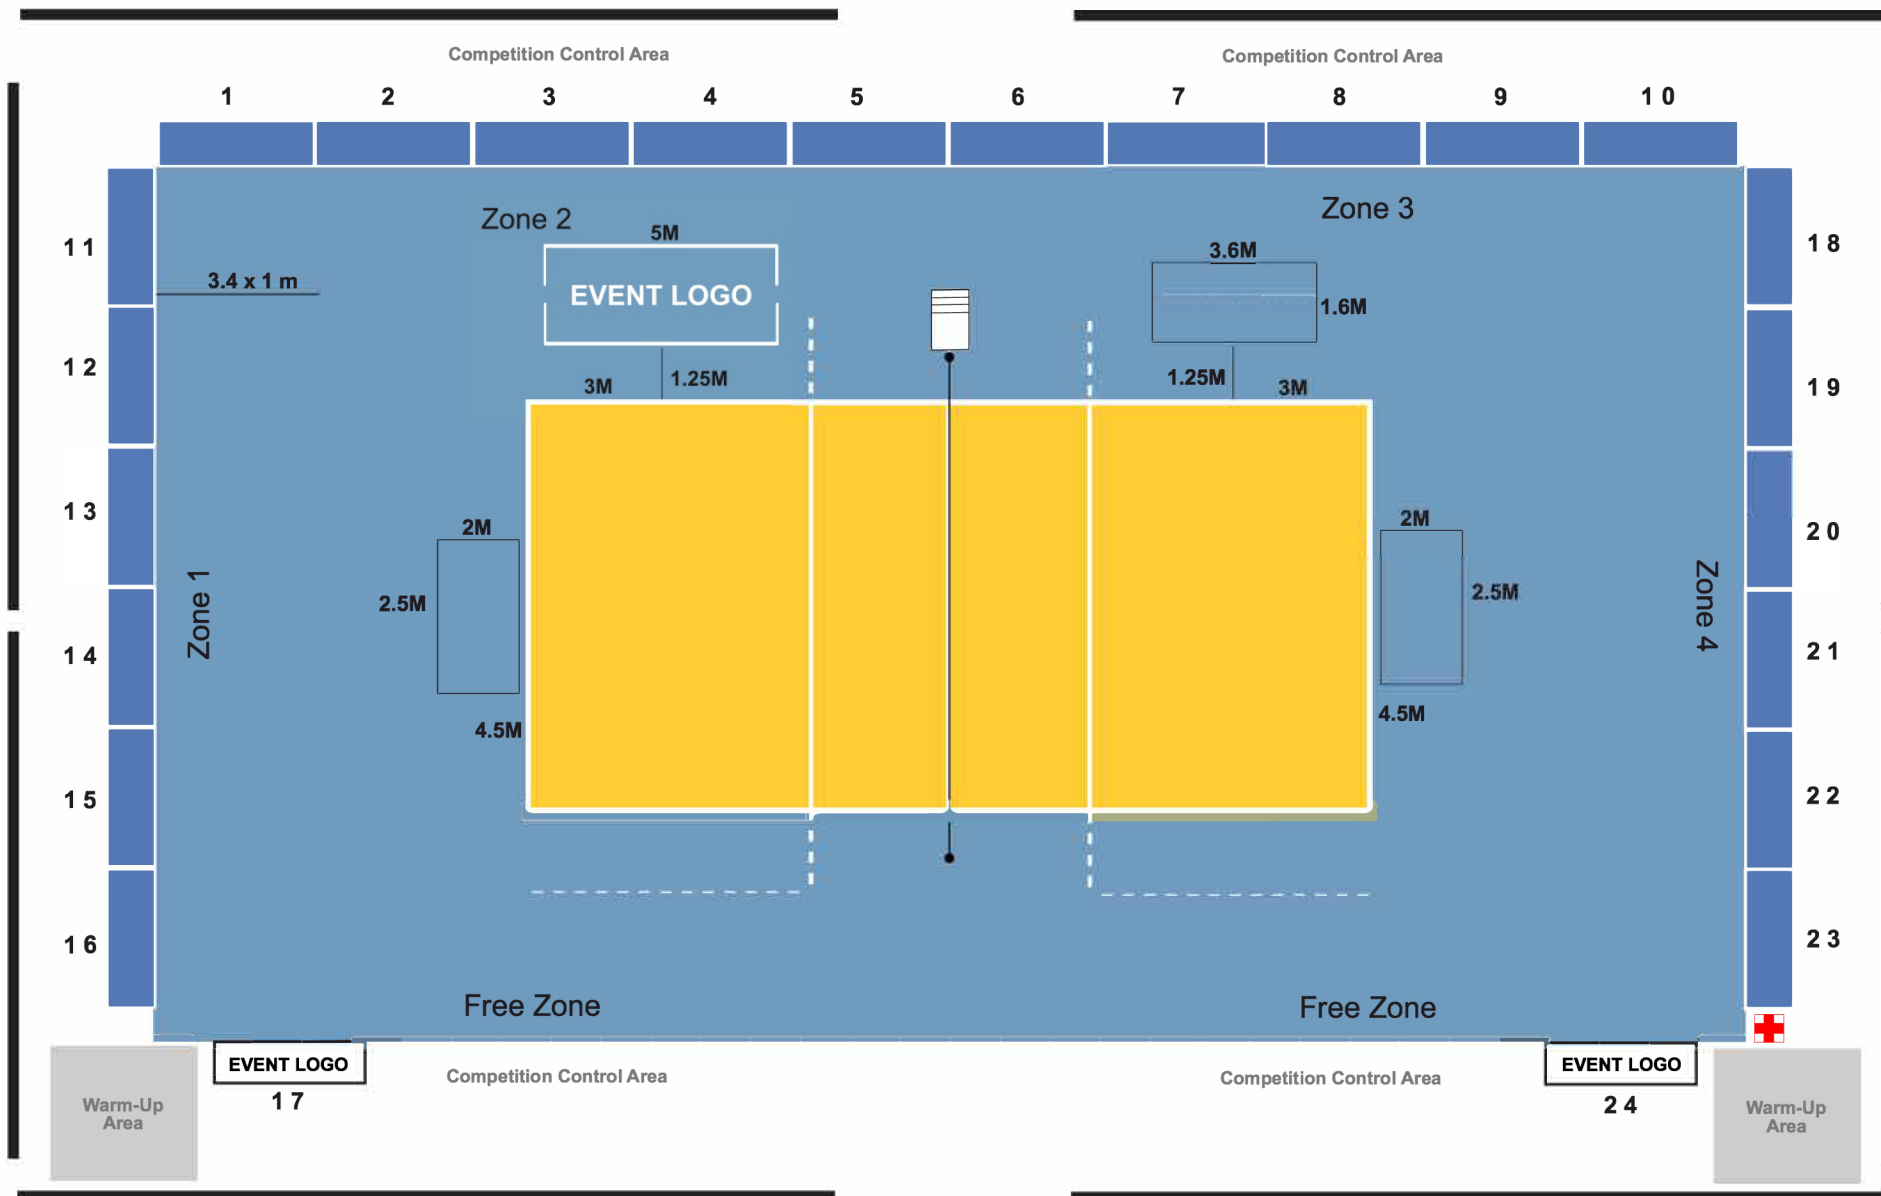 Competition Control Area
Competition Control Area
1 2 3 4 5 6 7 8 9 10
Zone 2
Zone 3
5M
3.6M
11
18
3.4 x 1 m
EVENT LOGO
1.6M
12
1.25M
1.25M
3M
3M
19
13
2M
2M
20
2.5M
2.5M
Zone 1
Zone 4
14
21
4.5M
4.5M
15
22
16
23
Free Zone
Free Zone
EVENT LOGO
EVENT LOGO
Competition Control Area
Competition Control Area
17
24
Warm-Up
Area
Warm-Up
Area